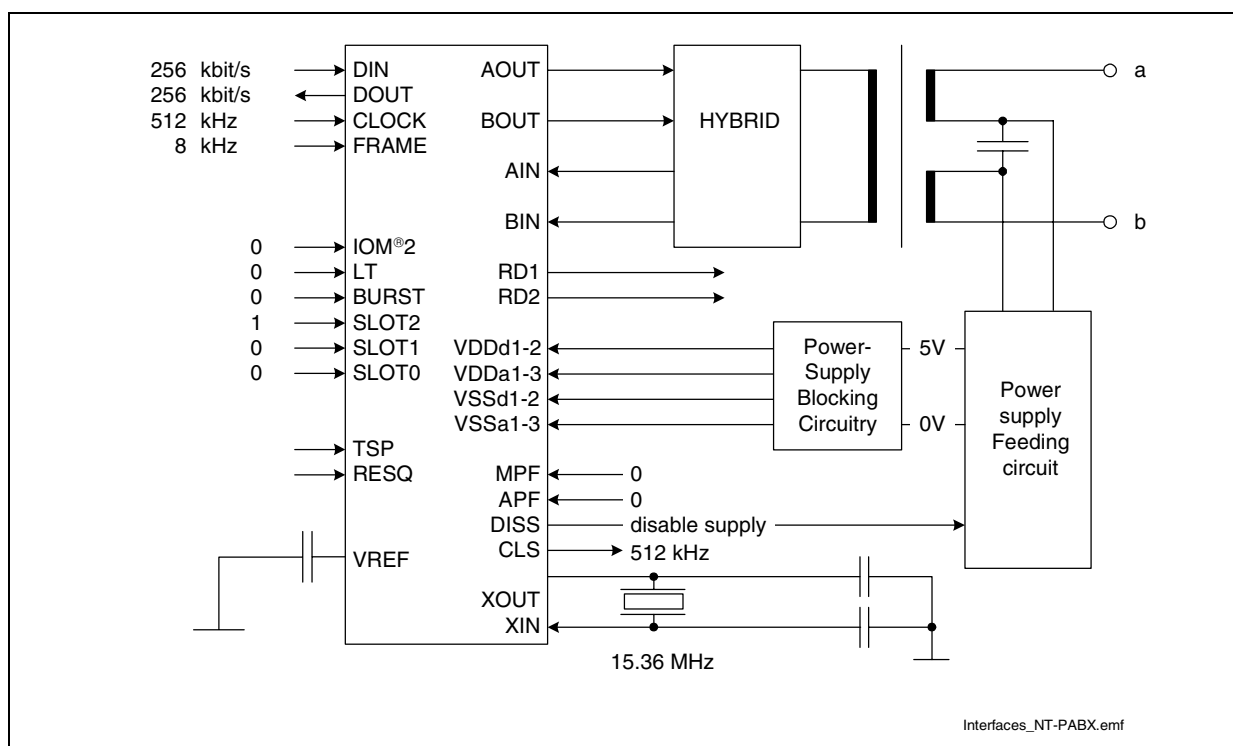 256 kbit/s DIN AOUT
256 kbit/s DOUT
512 kHz CLOCK BOUT HYBRID
8 kHz FRAME
AIN
BIN
a
b
0 IOM®2
0 LT RD1
0 BURST RD2
1 SLOT2
0 SLOT1 VDDd1-2
0 SLOT0 VDDa1-3
VSSd1-2
VSSa1-3
Power-
Supply
Blocking
Circuitry
5V
0V
Power
supply
Feeding
circuit
TSP
RESQ MPF 0
APF 0
DISS disable supply
CLS 512 kHz
VREF
XOUT
XIN
15.36 MHz
Interfaces_NT-PABX.emf